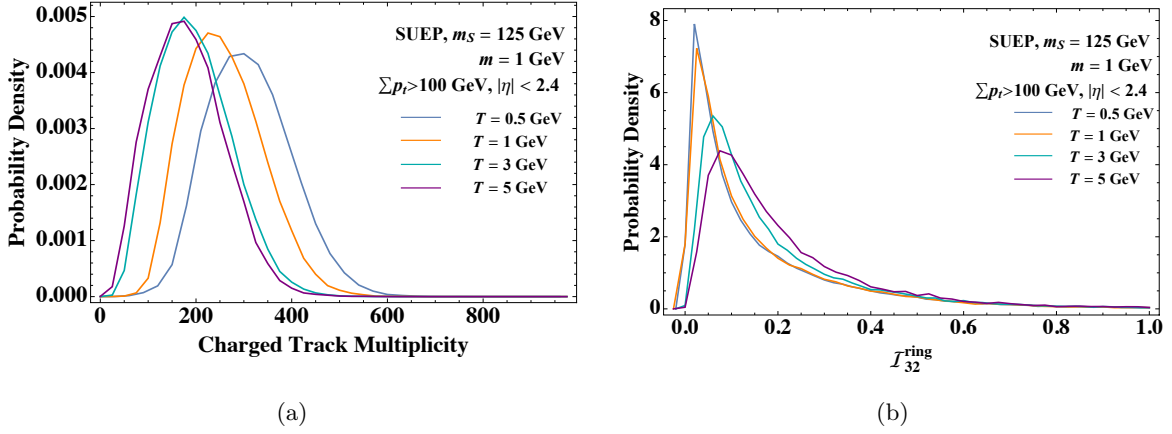 0.005
0.004
0.003
0.002
0.001
0.000
0 200 400 600 800
Probability Density
Charged Track Multiplicity
SUEP, m_S = 125 GeV
m = 1 GeV
∑p_t>100 GeV, |η| < 2.4
T = 0.5 GeV
T = 1 GeV
T = 3 GeV
T = 5 GeV
(a)
8
6
4
2
0
0.0 0.2 0.4 0.6 0.8 1.0
Probability Density
I_32^ring
SUEP, m_S = 125 GeV
m = 1 GeV
∑p_t>100 GeV, |η| < 2.4
T = 0.5 GeV
T = 1 GeV
T = 3 GeV
T = 5 GeV
(b)